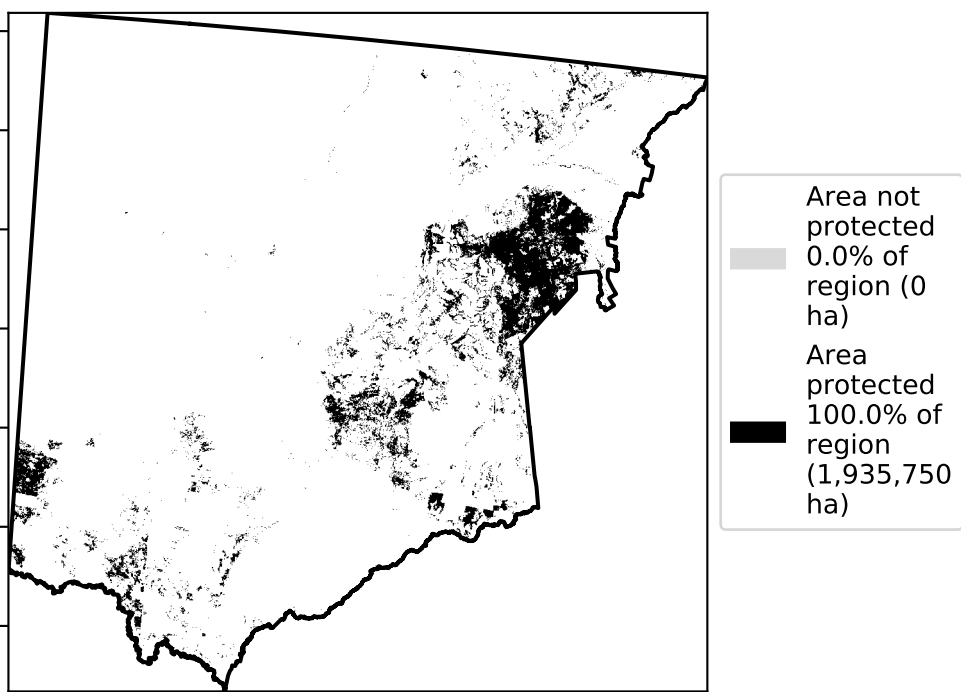 Area not
protected
0.0% of
region (0
ha)
Area
protected
100.0% of
region
(1,935,750
ha)